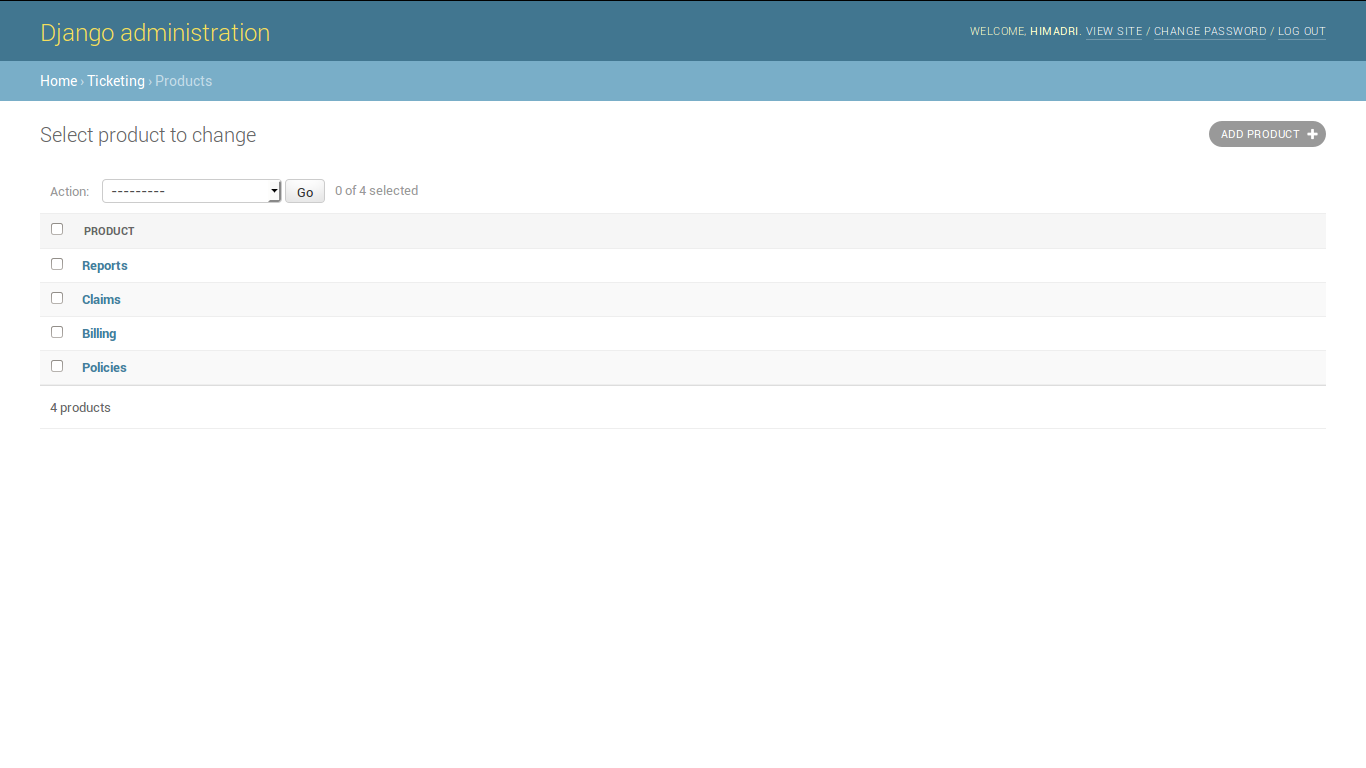 Django administration
WELCOME, HIMADRI. VIEW SITE / CHANGE PASSWORD / LOG OUT
Home › Ticketing › Products
Select product to change
ADD PRODUCT
Action: --------- Go 0 of 4 selected
PRODUCT
Reports
Claims
Billing
Policies
4 products